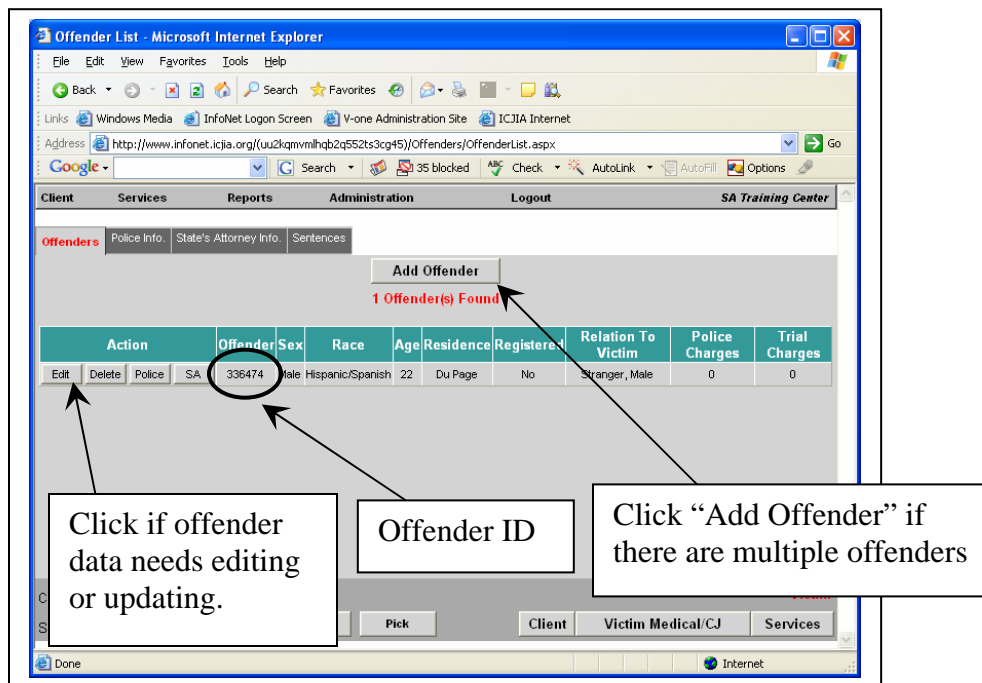 Offender List - Microsoft Internet Explorer
File Edit View Favorites Tools Help
Back Search Favorites
Links Windows Media InfoNet Logon Screen V-one Administration Site ICJIA Internet
Address http://www.infonet.icjia.org/(uu2kqmvmlhqb2q552ts3cg45)/Offenders/OffenderList.aspx Go
Google Search 35 blocked Check AutoLink AutoFill Options
Client Services Reports Administration Logout SA Training Center
Offenders Police Info. State's Attorney Info. Sentences
Add Offender
1 Offender(s) Found
Action Offender Sex Race Age Residence Registered Relation To Victim Police Charges Trial Charges
Edit Delete Police SA 336474 Male Hispanic/Spanish 22 Du Page No Stranger, Male 0 0
Click if offender
data needs editing
or updating.
Offender ID
Click “Add Offender” if
there are multiple offenders
Pick Client Victim Medical/CJ Services
Done Internet